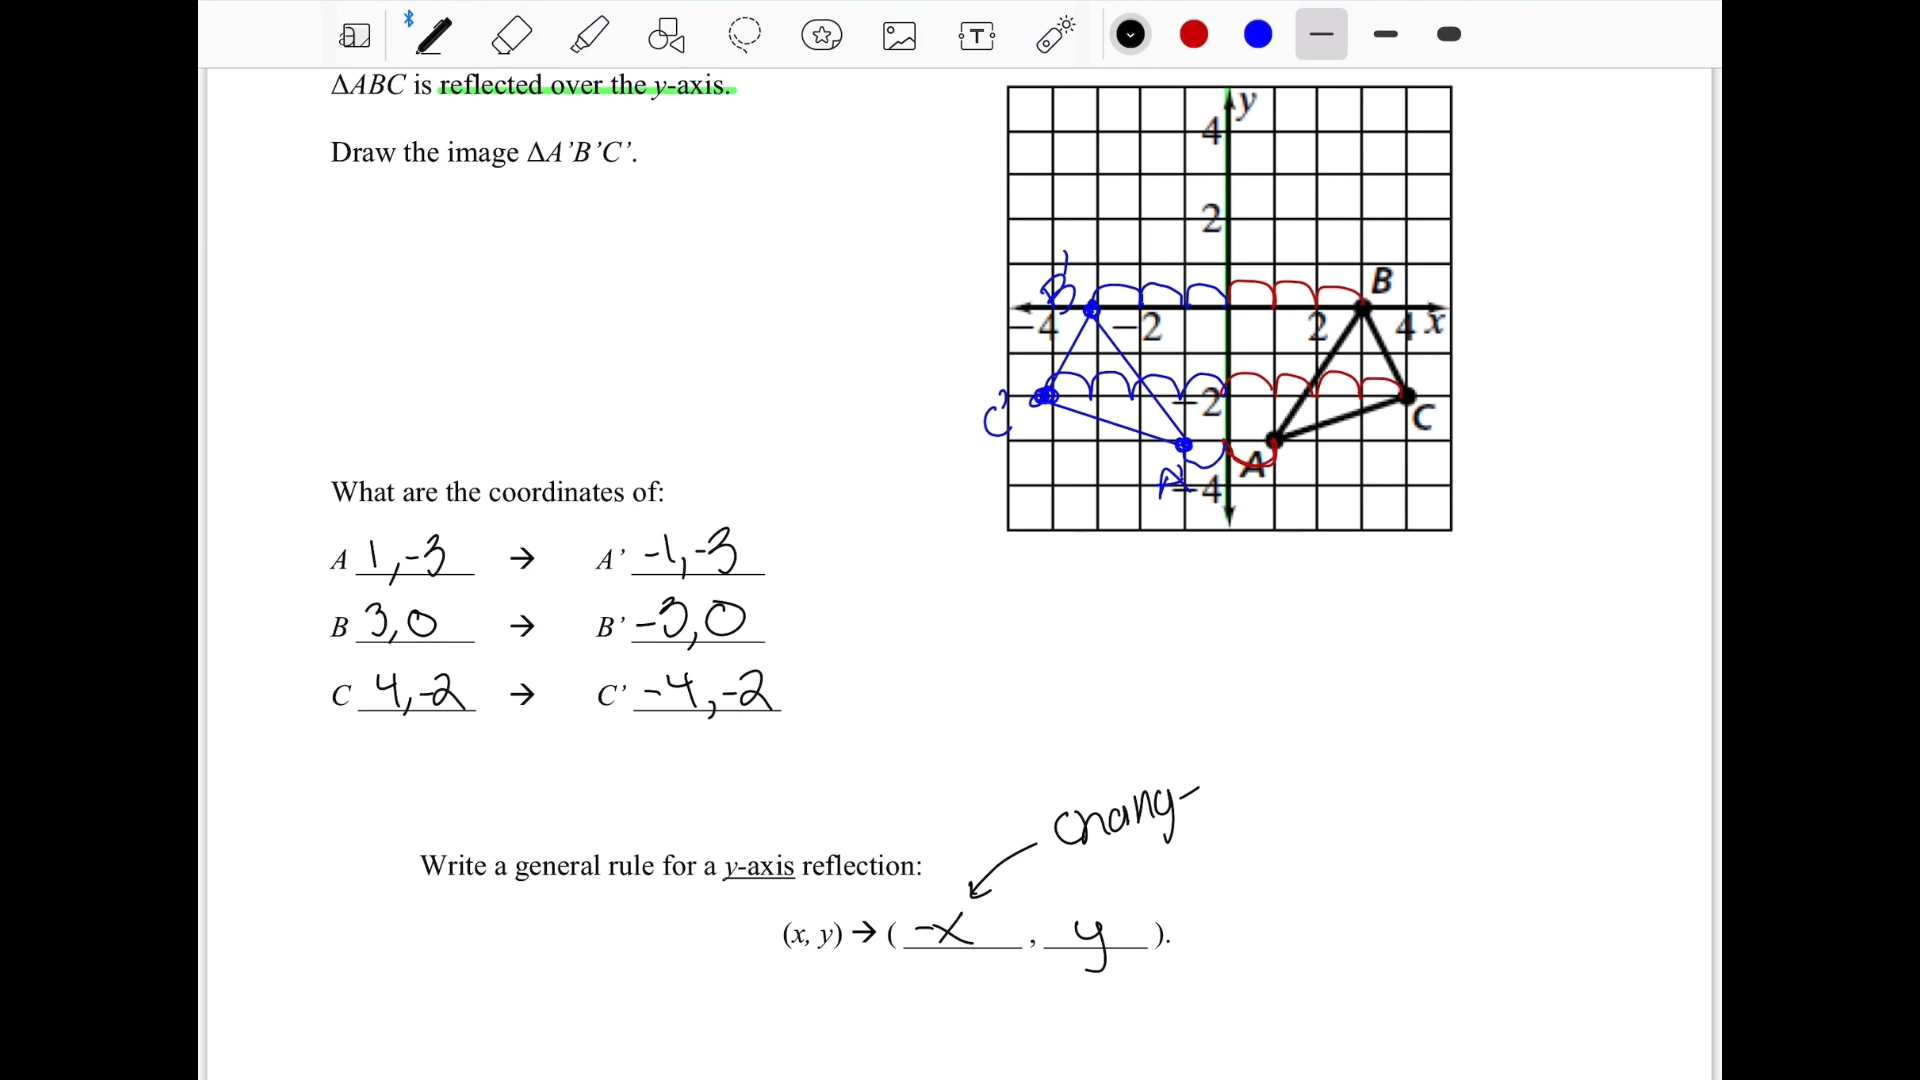 ΔABC is reflected over the y-axis.
Draw the image ΔA’B’C’.
y
4
2
B'
B
-4
-2
2
4
x
-2
C'
C
A
A'
-4
What are the coordinates of:
A 1,-3 → A’ -1,-3
B 3,0 → B’ -3,0
C 4,-2 → C’ -4,-2
chang
Write a general rule for a y-axis reflection:
(x, y) → ( -x , y ).